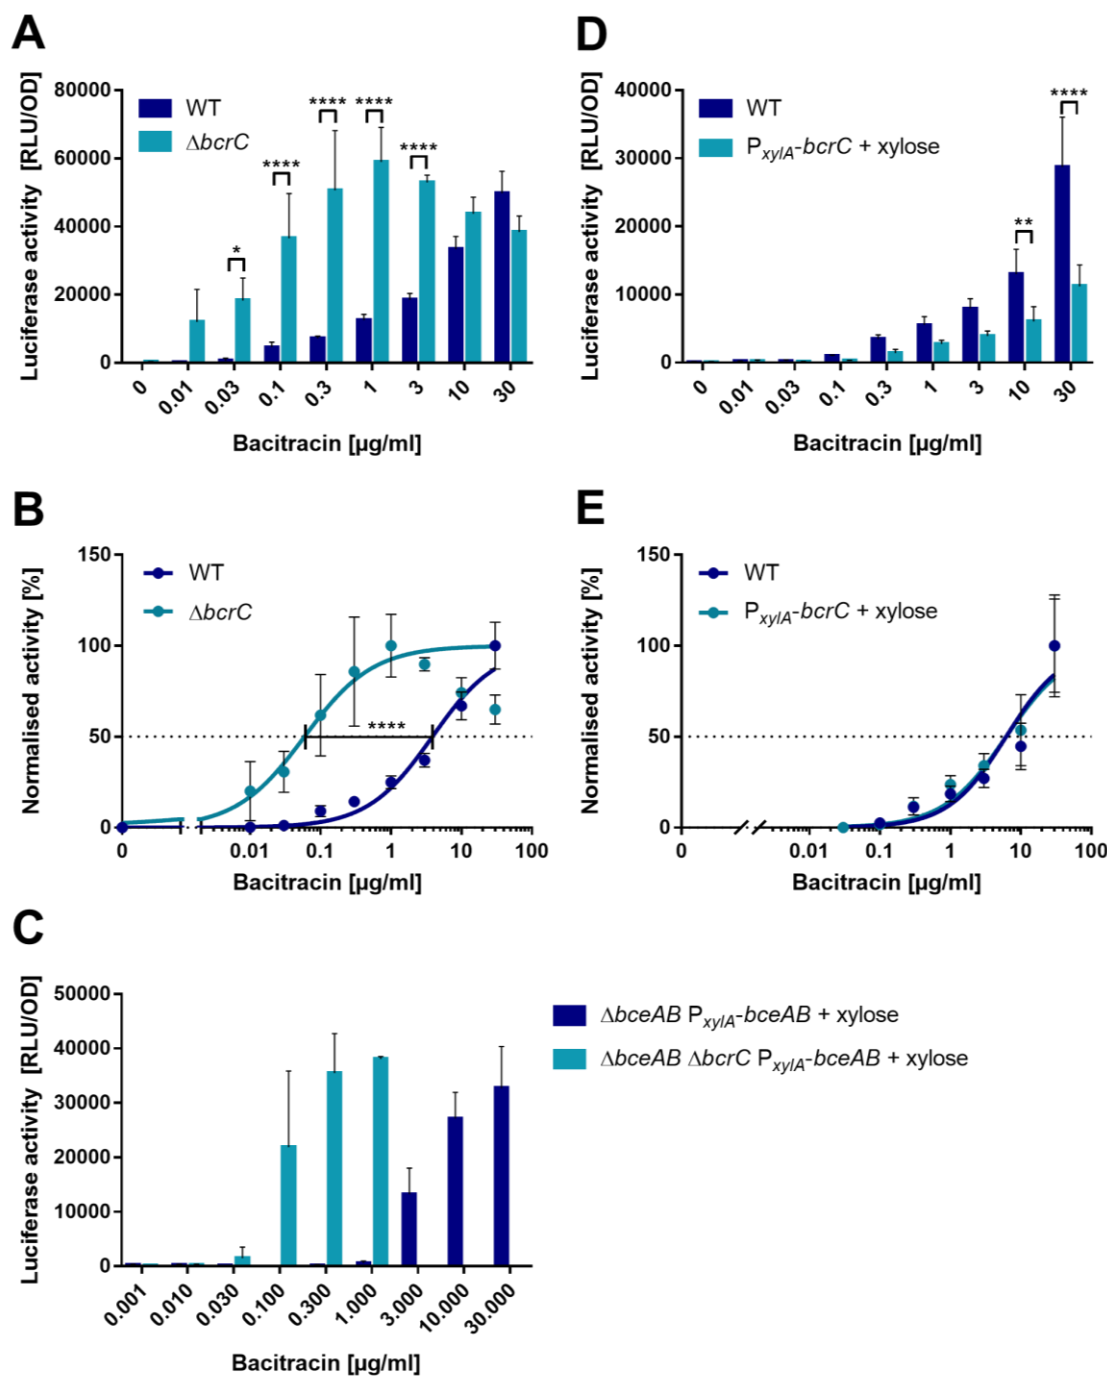 A
Luciferase activity [RLU/OD]
80000
60000
40000
20000
0
WT
ΔbcrC
*
****
****
****
****
0 0.01 0.03 0.1 0.3 1 3 10 30
Bacitracin [µg/ml]
D
Luciferase activity [RLU/OD]
40000
30000
20000
10000
0
WT
PxylA-bcrC + xylose
**
****
0 0.01 0.03 0.1 0.3 1 3 10 30
Bacitracin [µg/ml]
B
Normalised activity [%]
150
100
50
0
WT
ΔbcrC
****
0 0.01 0.1 1 10 100
Bacitracin [µg/ml]
E
Normalised activity [%]
150
100
50
0
WT
PxylA-bcrC + xylose
0 0.01 0.1 1 10 100
Bacitracin [µg/ml]
C
Luciferase activity [RLU/OD]
50000
40000
30000
20000
10000
0
ΔbceAB PxylA-bceAB + xylose
ΔbceAB ΔbcrC PxylA-bceAB + xylose
0.001 0.010 0.030 0.100 0.300 1.000 3.000 10.000 30.000
Bacitracin [µg/ml]